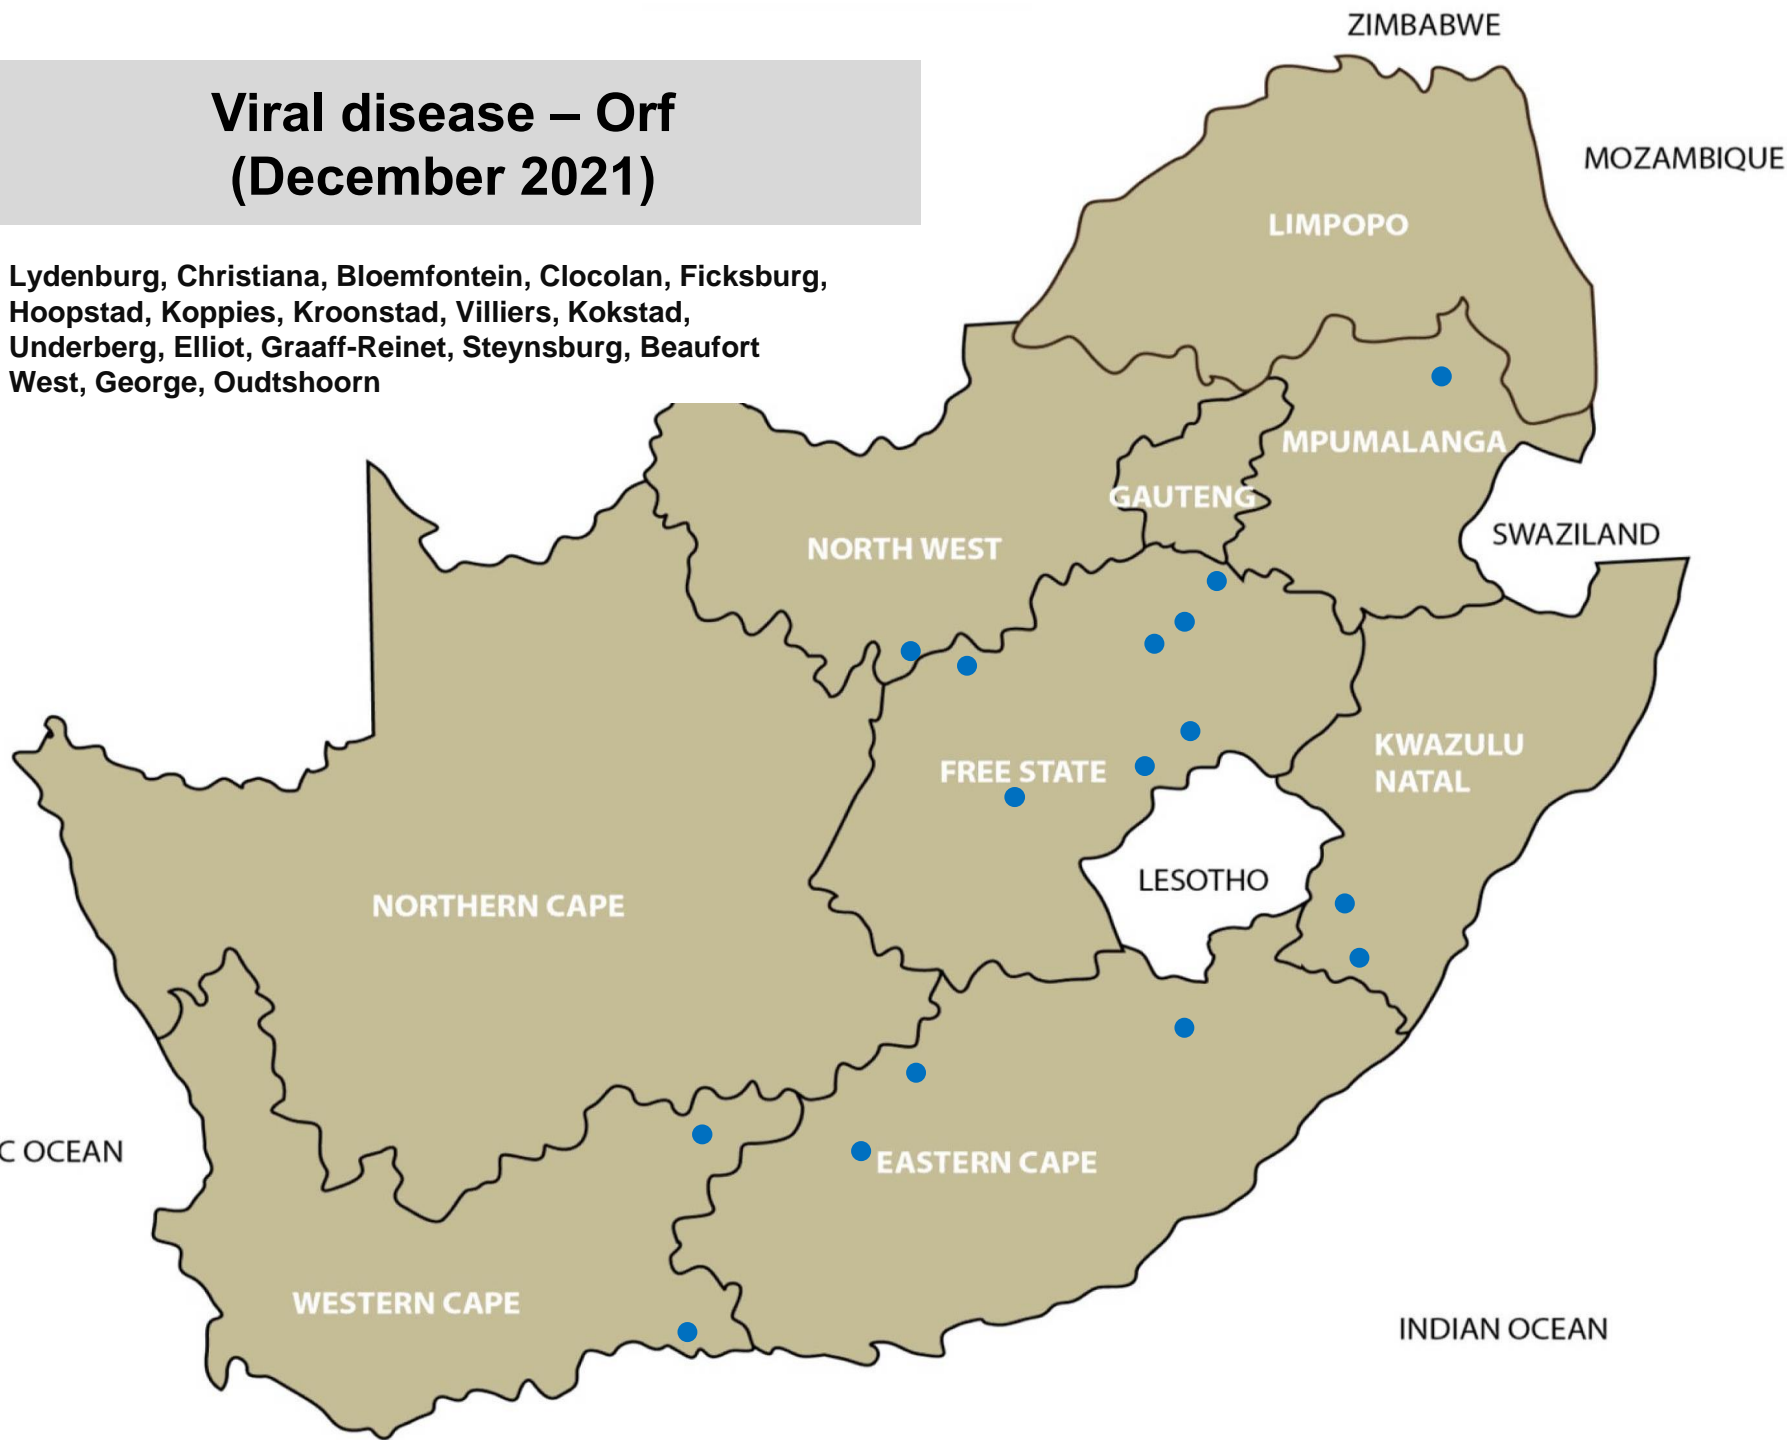 ZIMBABWE
Viral disease – Orf
(December 2021)
MOZAMBIQUE
LIMPOPO
Lydenburg, Christiana, Bloemfontein, Clocolan, Ficksburg,
Hoopstad, Koppies, Kroonstad, Villiers, Kokstad,
Underberg, Elliot, Graaff-Reinet, Steynsburg, Beaufort
West, George, Oudtshoorn
MPUMALANGA
GAUTENG
SWAZILAND
NORTH WEST
KWAZULU
NATAL
FREE STATE
LESOTHO
NORTHERN CAPE
C OCEAN
EASTERN CAPE
WESTERN CAPE
INDIAN OCEAN